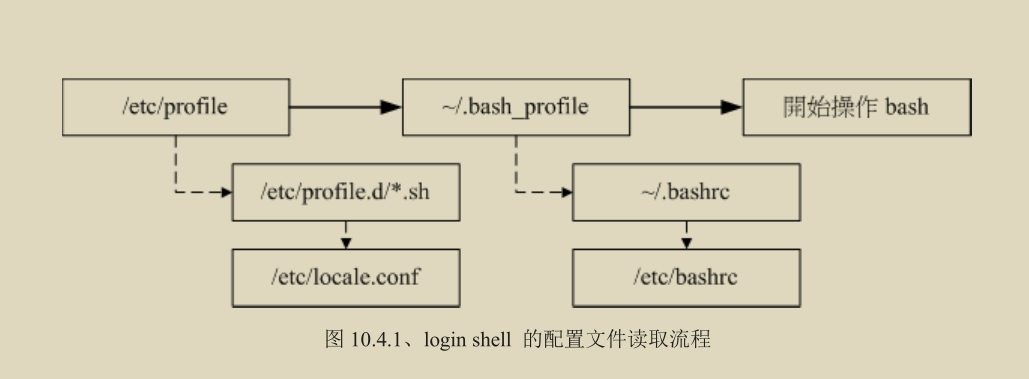 /etc/profile
~/.bash_profile
開始操作 bash
/etc/profile.d/*.sh
~/.bashrc
/etc/locale.conf
/etc/bashrc
图 10.4.1、login shell 的配置文件读取流程